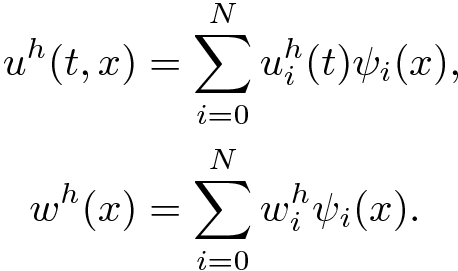 u^h(t, x) = \sum_{i=0}^{N} u_i^h(t)\psi_i(x),
w^h(x) = \sum_{i=0}^{N} w_i^h \psi_i(x).